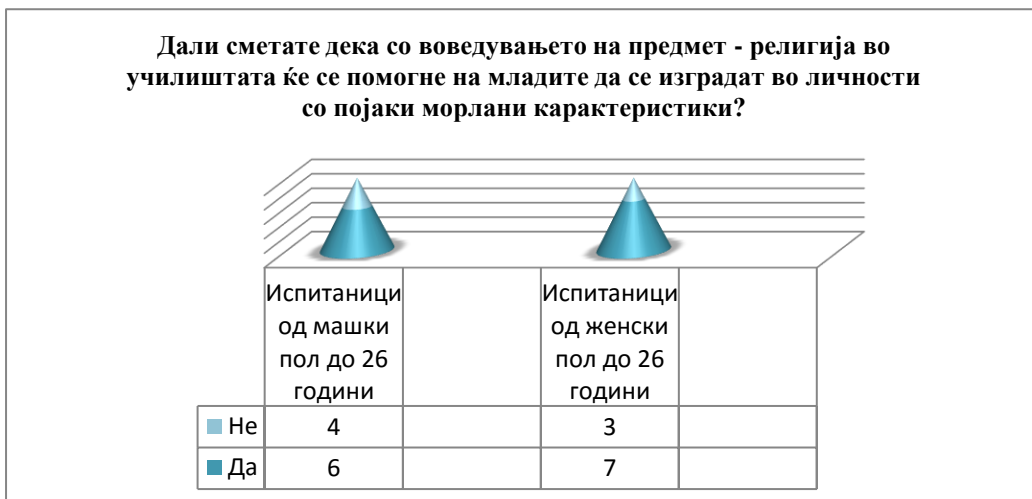 Дали сметате дека со воведувањето на предмет - религија во
училиштата ќе се помогне на младите да се изградат во личности
со појаки морлани карактеристики?
Испитаници
од машки
пол до 26
години
Испитаници
од женски
пол до 26
години
Не 4 3
Да 6 7